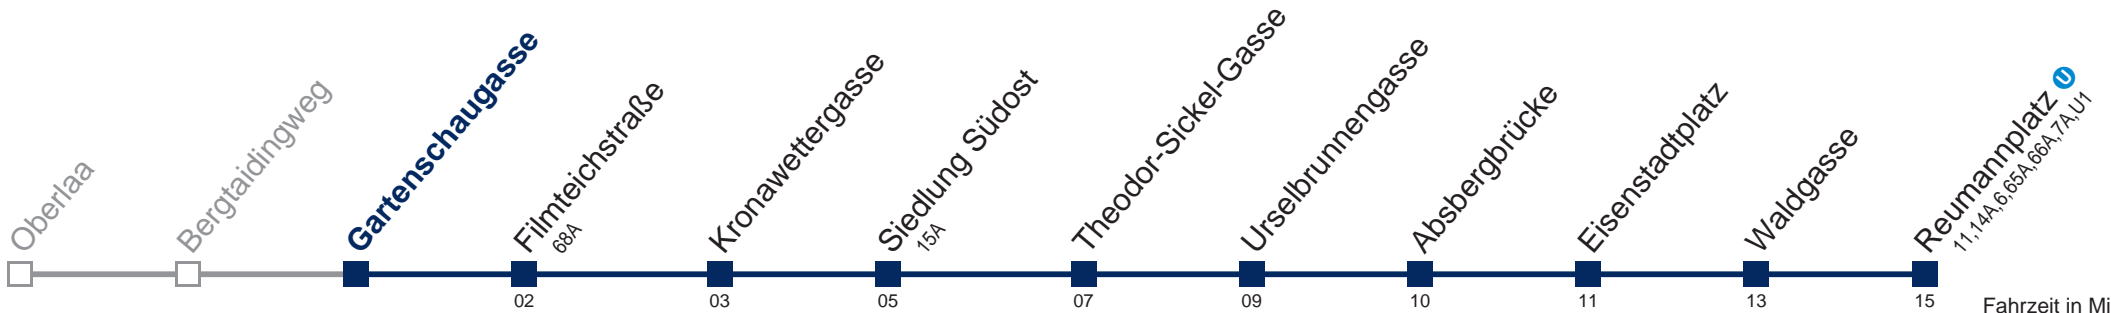 Oberlaa
Bergtaidingweg
Gartenschaugasse
Filmteichstraße
68A
Kronawettergasse
Siedlung Südost
15A
Theodor-Sickel-Gasse
Urselbrunnengasse
Absbergbrücke
Eisenstadtplatz
Waldgasse
Reumannplatz U
11,14A,6,65A,66A,7A,U1
02 03 05 07 09 10 11 13 15 Fahrzeit in Mi